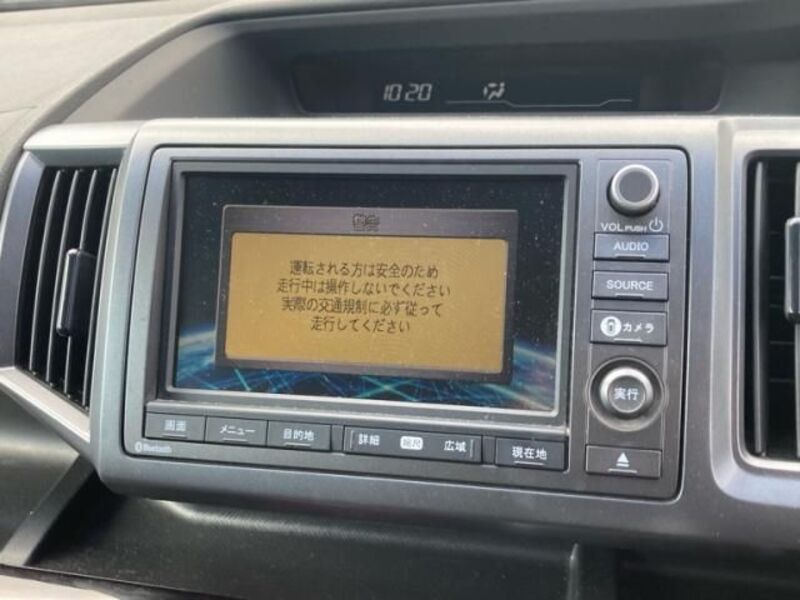 10:20
警告
運転される方は安全のため
走行中は操作しないでください
実際の交通規制に必ず従って
走行してください
VOL PUSH
AUDIO
SOURCE
カメラ
実行
画面
メニュー
目的地
詳細
縮尺
広域
現在地
Bluetooth